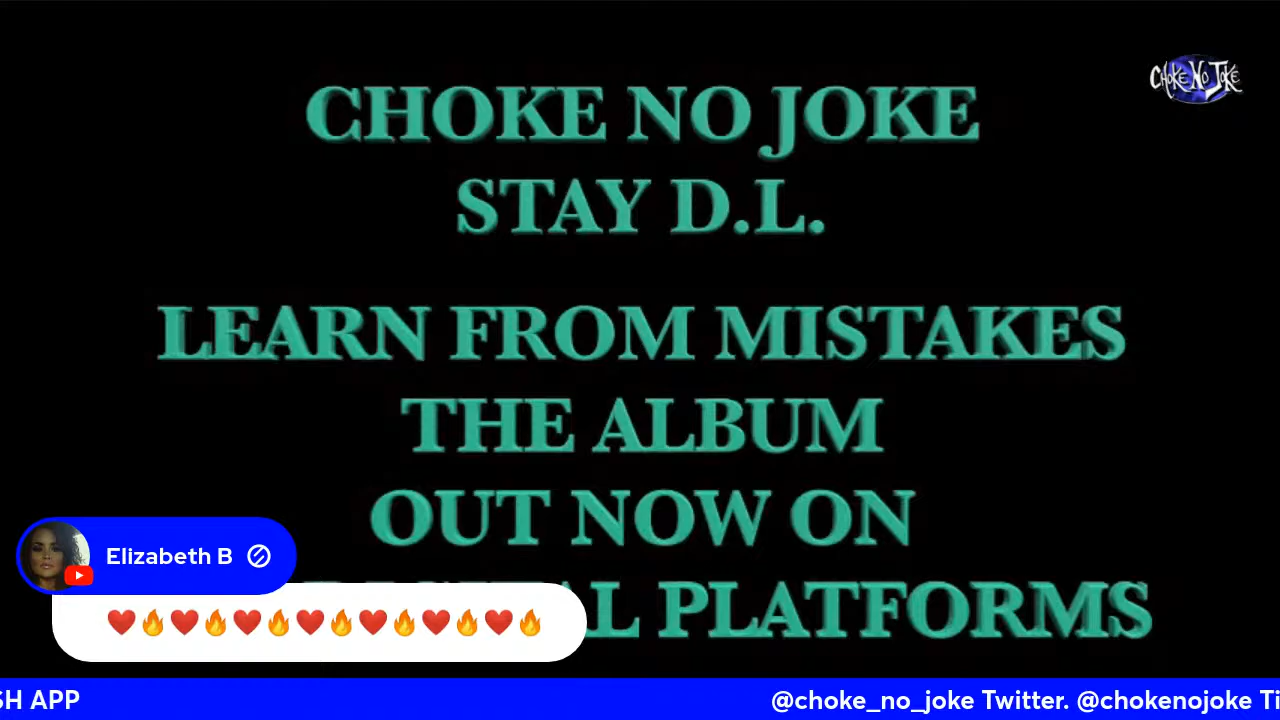 CHOKE NO JOKE
CHOKE NO JOKE
STAY D.L.
LEARN FROM MISTAKES
THE ALBUM
OUT NOW ON
PLATFORMS
Elizabeth B
❤️🔥❤️🔥❤️🔥❤️🔥❤️🔥❤️🔥❤️🔥
SH APP @choke_no_joke Twitter. @chokenojoke Ti